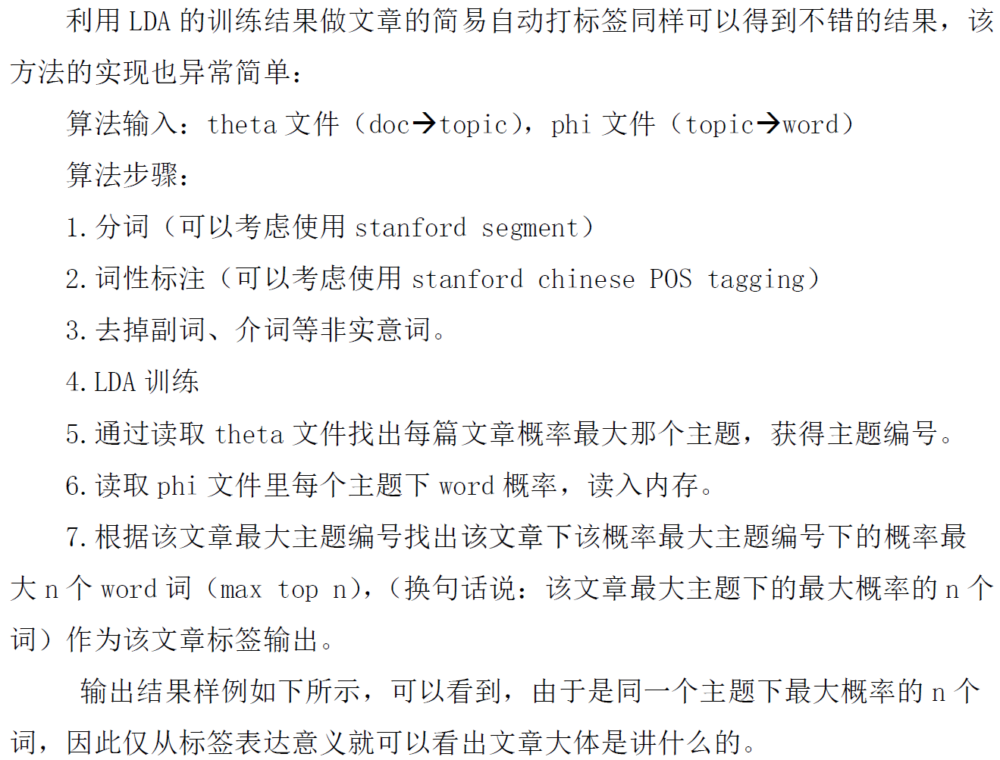 利用 LDA 的训练结果做文章的简易自动打标签同样可以得到不错的结果，该
方法的实现也异常简单：
算法输入：theta 文件（doc→topic），phi 文件（topic→word）
算法步骤：
1.分词（可以考虑使用 stanford segment）
2.词性标注（可以考虑使用 stanford chinese POS tagging）
3.去掉副词、介词等非实意词。
4.LDA 训练
5.通过读取 theta 文件找出每篇文章概率最大那个主题，获得主题编号。
6.读取 phi 文件里每个主题下 word 概率，读入内存。
7.根据该文章最大主题编号找出该文章下该概率最大主题编号下的概率最
大 n 个 word 词（max top n），（换句话说：该文章最大主题下的最大概率的 n 个
词）作为该文章标签输出。
输出结果样例如下所示，可以看到，由于是同一个主题下最大概率的 n 个
词，因此仅从标签表达意义就可以看出文章大体是讲什么的。